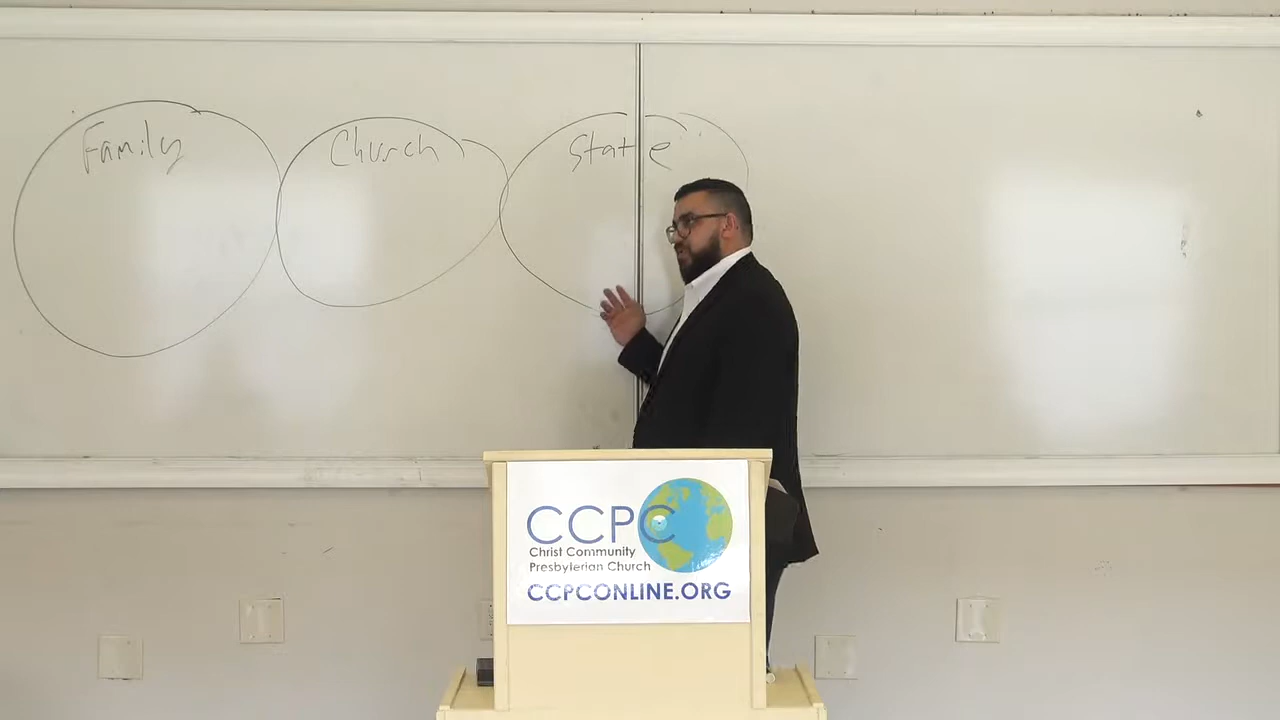 Family
Church
State
CCPC
Christ Community
Presbyterian Church
CCPCONLINE.ORG